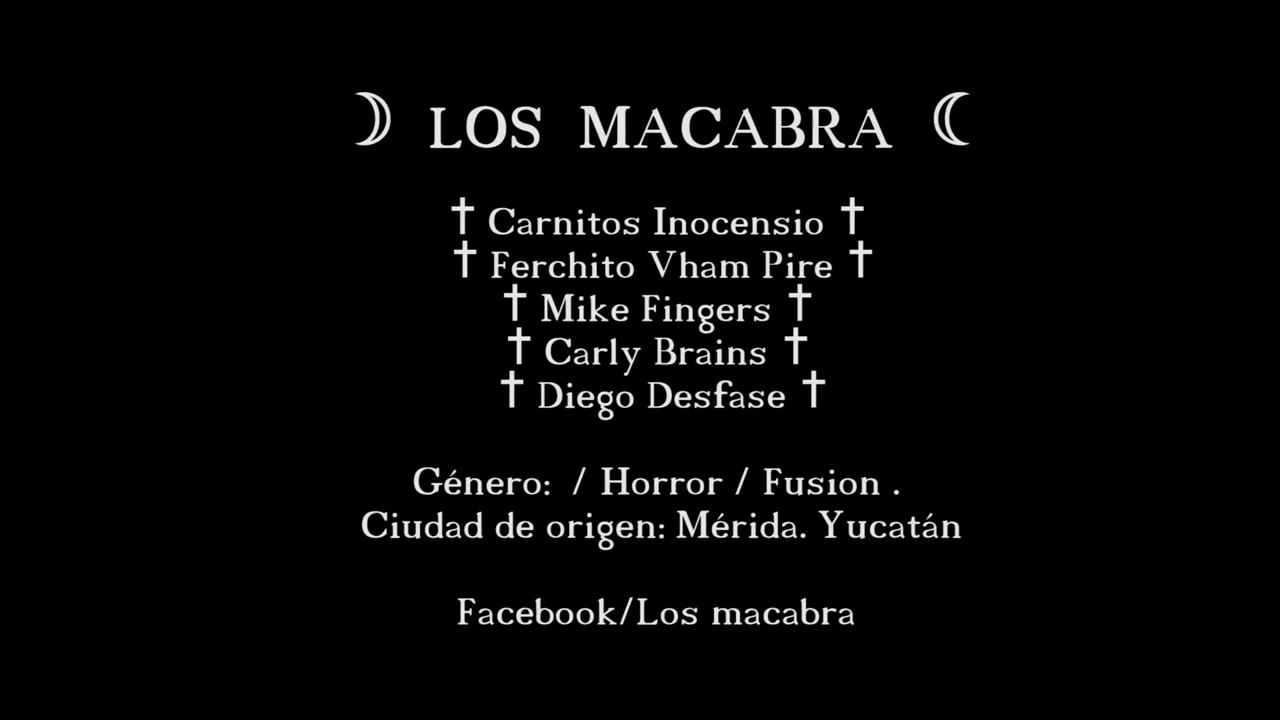 ☽ LOS MACABRA ☾
† Carnitos Inocensio †
† Ferchito Vham Pire †
† Mike Fingers †
† Carly Brains †
† Diego Desfase †
Género: / Horror / Fusion .
Ciudad de origen: Mérida. Yucatán
Facebook/Los macabra